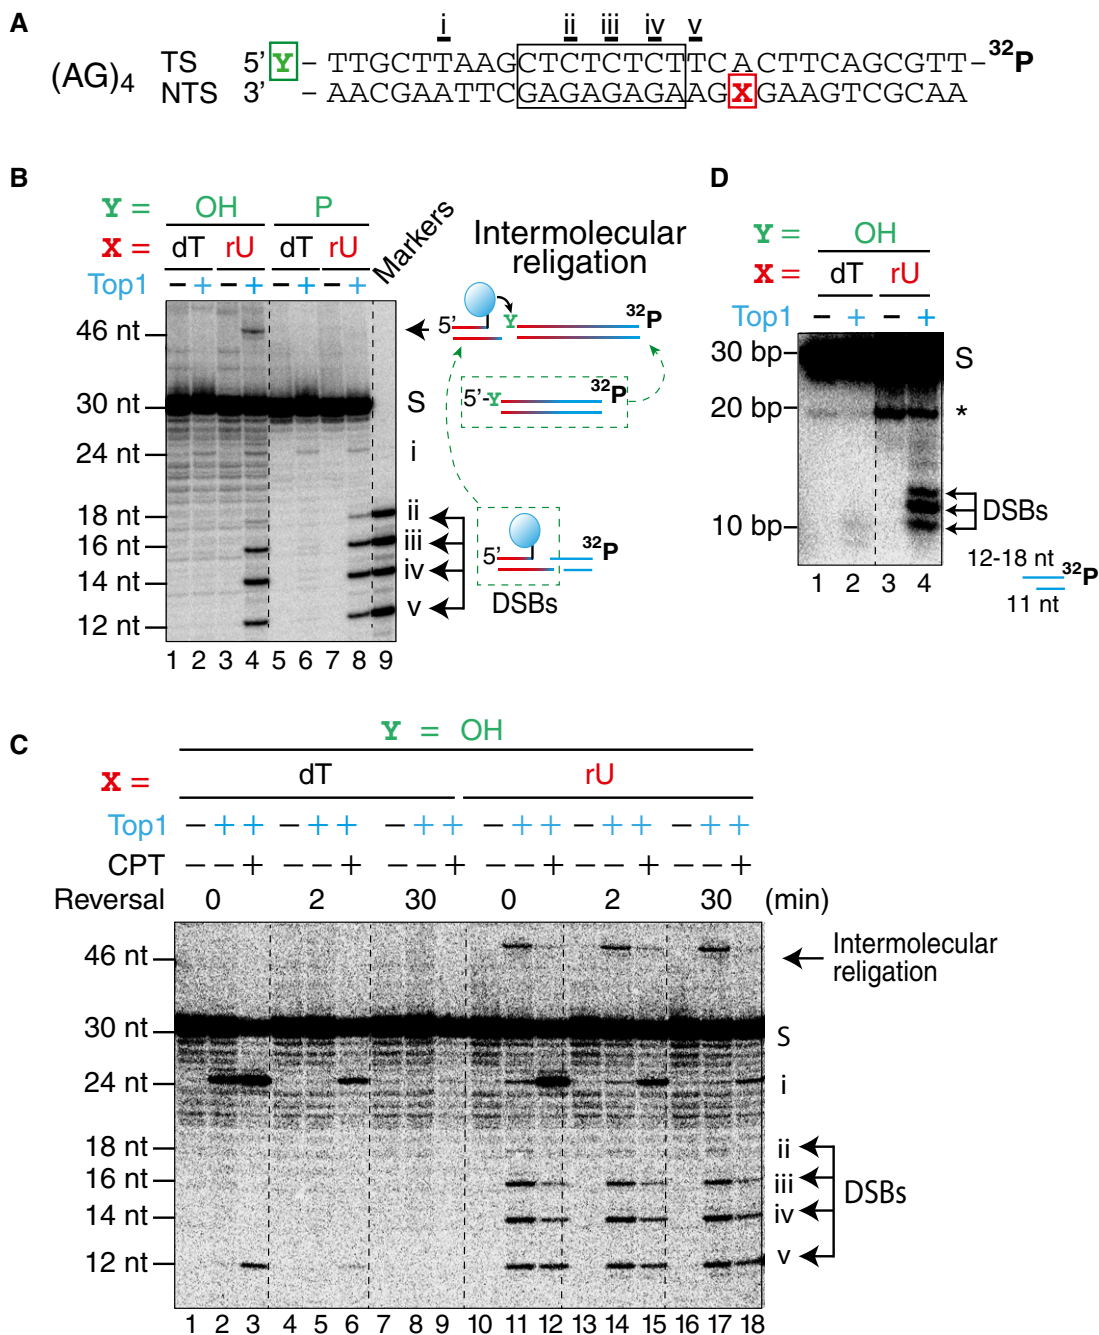 A
i ii iii iv v
(AG)4
TS 5' Y – TTGCTTAAGCTCTCTCTTCACTTCAGCGTT – 32P
NTS 3' – AACGAATTCGAGAGAGAAGXGAAGTCGCAA
B
Y = OH P
X = dT rU dT rU
Top1 – + – + – + – +
Markers
46 nt
30 nt
24 nt
18 nt
16 nt
14 nt
12 nt
1 2 3 4 5 6 7 8 9
S
i
ii
iii
iv
v
Intermolecular
religation
5' Y 32P
5'-Y 32P
5' 32P
DSBs
D
Y = OH
X = dT rU
Top1 – + – +
30 bp
20 bp
10 bp
S
*
DSBs
1 2 3 4
12-18 nt
32P
11 nt
C
Y = OH
X = dT rU
Top1 – + + – + + – + + – + + – + + – + +
CPT – – + – – + – – + – – + – – + – – +
Reversal 0 2 30 0 2 30 (min)
46 nt
30 nt
24 nt
18 nt
16 nt
14 nt
12 nt
Intermolecular
religation
S
i
ii
iii
iv
v
DSBs
1 2 3 4 5 6 7 8 9 10 11 12 13 14 15 16 17 18